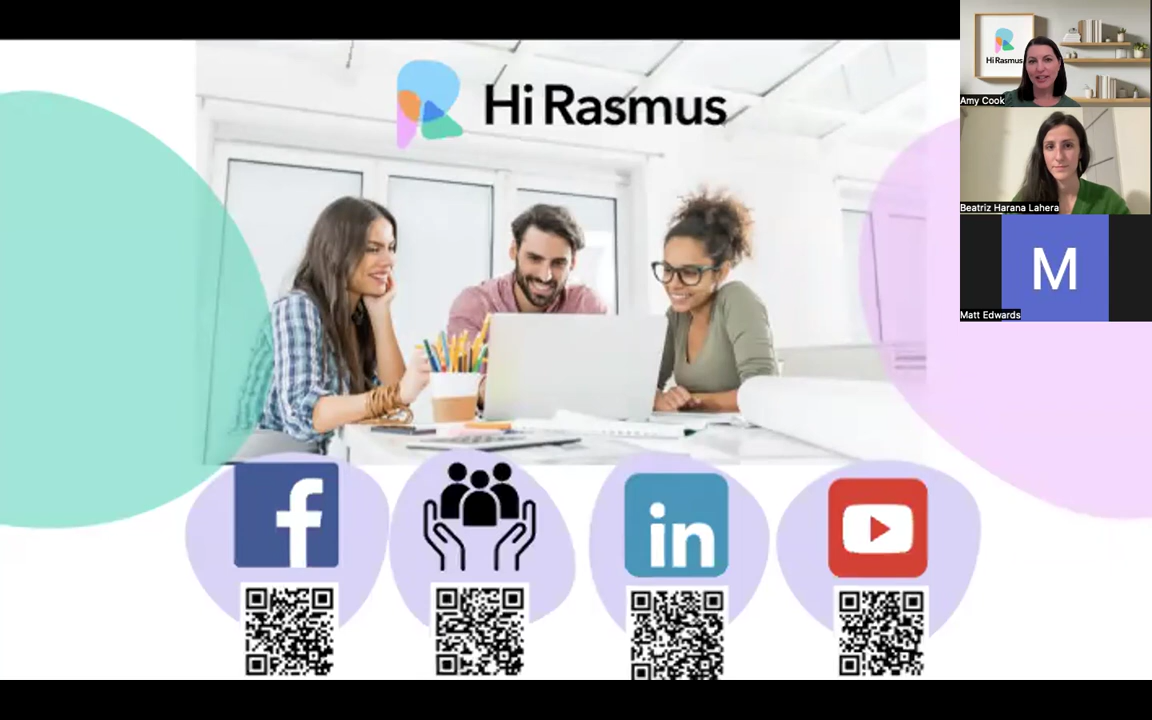 Hi Rasmus
Hi Rasmus
Amy Cook
Beatriz Harana Lahera
M
Matt Edwards
f
in